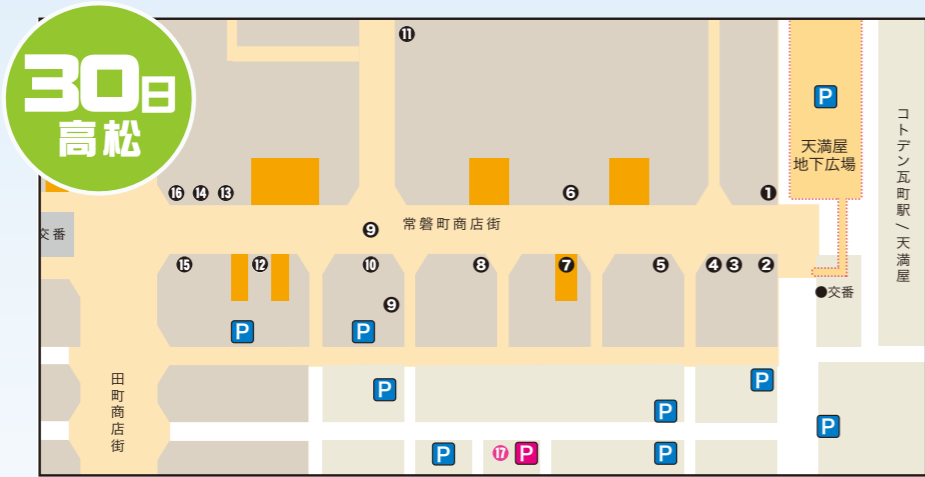 30日
高松
⓫
P
天満屋
地下広場
コトデン瓦町駅/天満屋
⓰
⓮
⓭
❻
❶
交番
❾
常磐町商店街
⓯
⓬
❿
❽
❼
❺
❹
❸
❷
❾
●交番
P
P
田町商店街
P
P
P
P
P
⓱
P
P